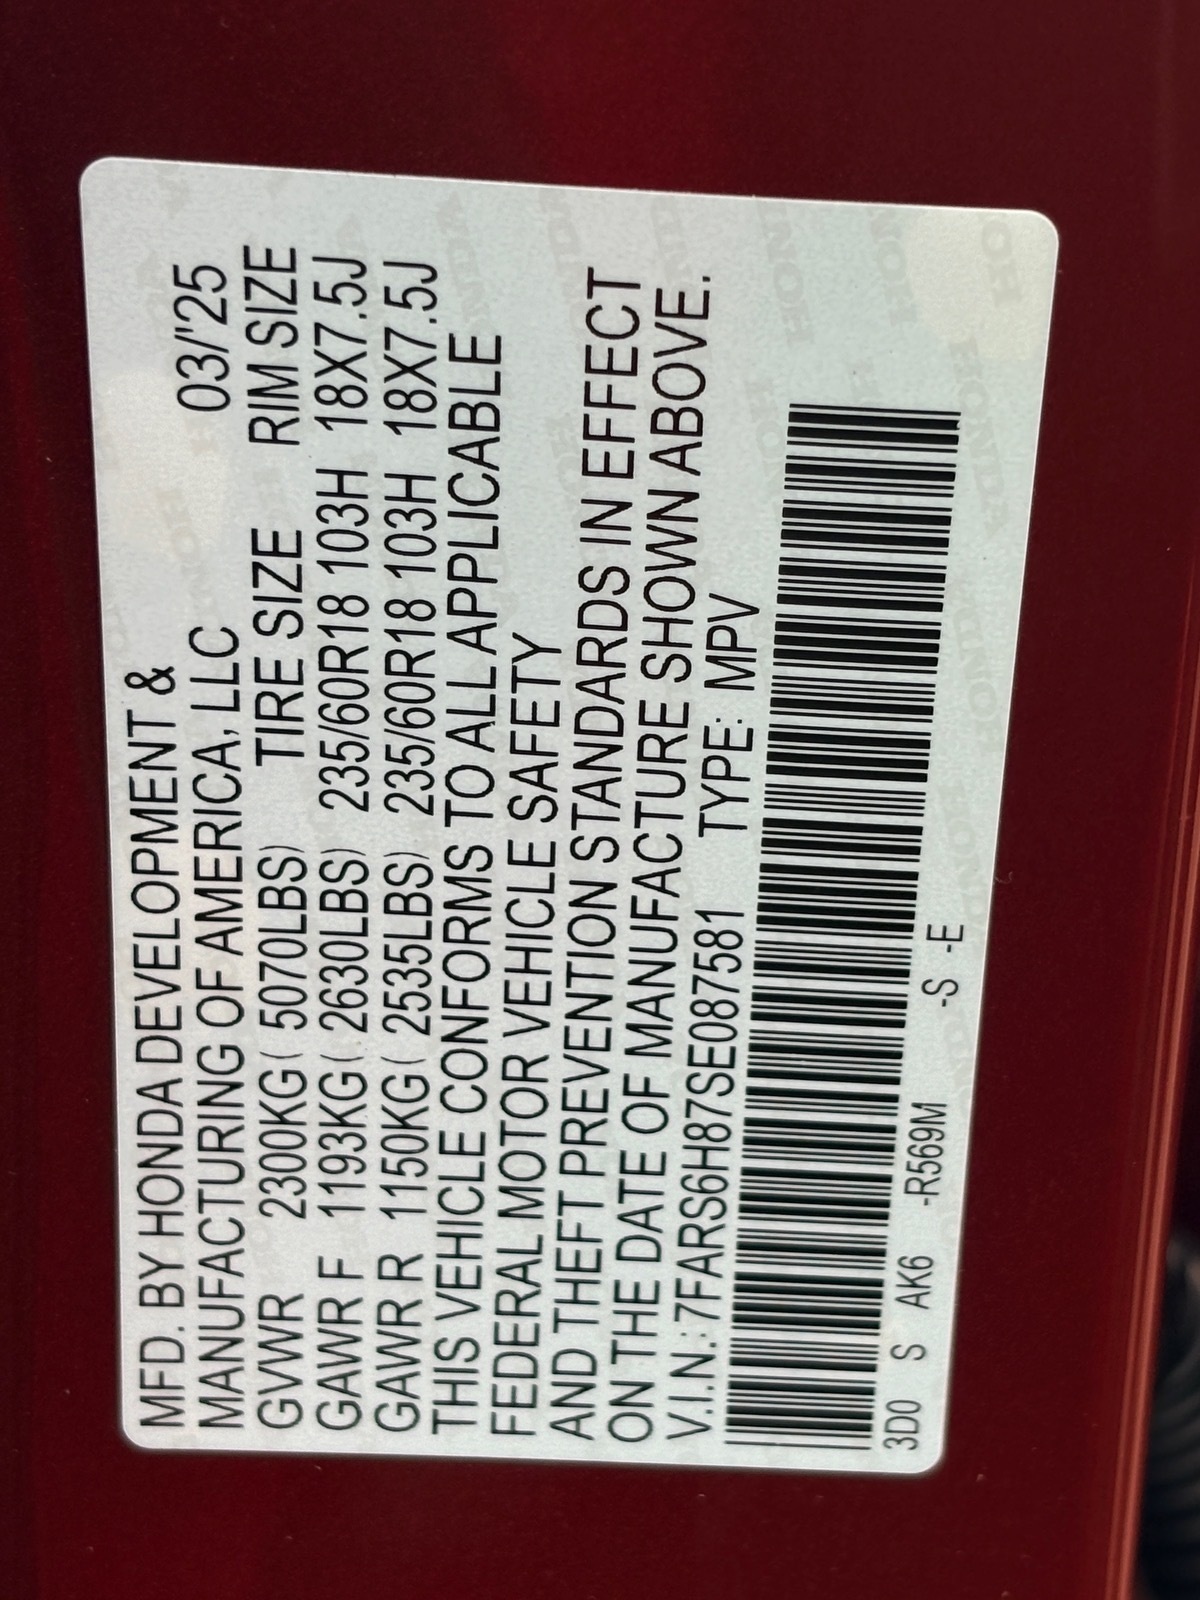 MFD. BY HONDA DEVELOPMENT &
MANUFACTURING OF AMERICA, LLC 03/'25
GVWR 2300KG ( 5070LBS) TIRE SIZE RIM SIZE
GAWR F 1193KG ( 2630LBS) 235/60R18 103H 18X7.5J
GAWR R 1150KG ( 2535LBS) 235/60R18 103H 18X7.5J
THIS VEHICLE CONFORMS TO ALL APPLICABLE
FEDERAL MOTOR VEHICLE SAFETY
AND THEFT PREVENTION STANDARDS IN EFFECT
ON THE DATE OF MANUFACTURE SHOWN ABOVE.
V.I.N.: 7FARS6H87SE087581 TYPE: MPV
3D0 S AK6 -R569M -S -E